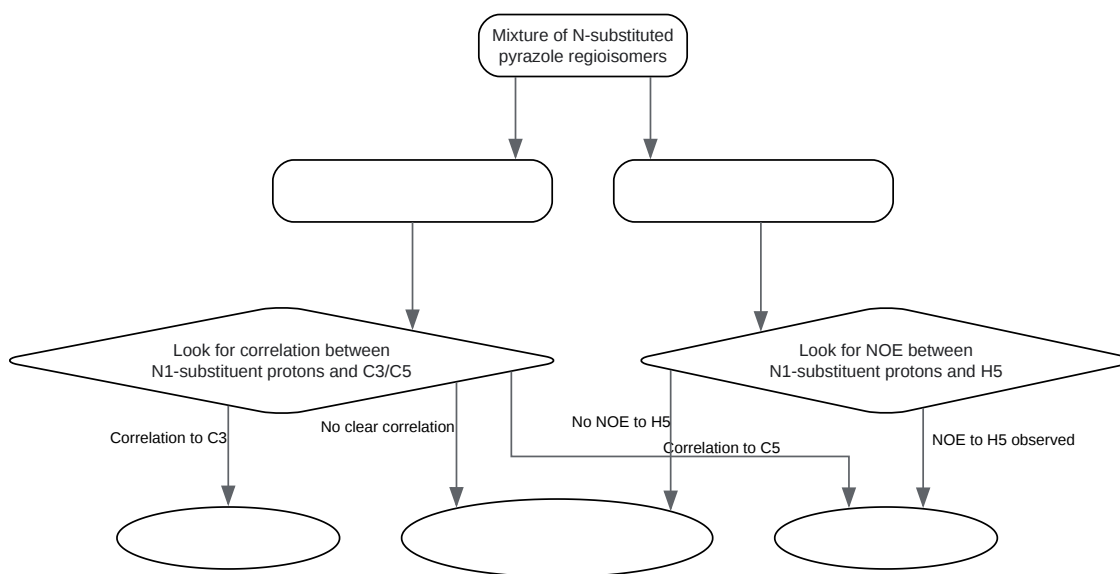 Mixture of N-substituted
pyrazole regioisomers
Look for correlation between
N1-substituent protons and C3/C5
Look for NOE between
N1-substituent protons and H5
Correlation to C3
No clear correlation
No NOE to H5
Correlation to C5
NOE to H5 observed